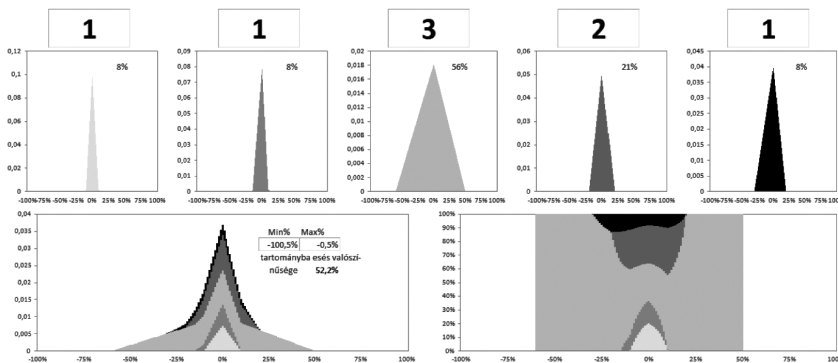 1 1 3 2 1
0,12 0,09 0,02 0,06 0,045
0,1 0,08 0,018 0,05 0,04
0,08 0,07 0,016 0,04 0,035
0,06 0,06 0,014 0,03 0,03
0,04 0,05 0,012 0,02 0,025
0,02 0,04 0,01 0,01 0,02
0 0,03 0,008 0 0,015
0,02 0,006 0,01
0,01 0,004 0,005
0 0,002 0
0
8% 8% 56% 21% 8%
-100% -75% -50% -25% 0% 25% 50% 75% 100% -100% -75% -50% -25% 0% 25% 50% 75% 100% -100% -75% -50% -25% 0% 25% 50% 75% 100% -100% -75% -50% -25% 0% 25% 50% 75% 100% -100% -75% -50% -25% 0% 25% 50% 75% 100%
0,04
0,035
0,03
0,025
0,02
0,015
0,01
0,005
0
Min% Max%
-100,5% -0,5%
tartományba esés valószí-
nűsége 52,2%
-100% -75% -50% -25% 0% 25% 50% 75% 100%
100%
90%
80%
70%
60%
50%
40%
30%
20%
10%
0%
-100% -75% -50% -25% 0% 25% 50% 75% 100%